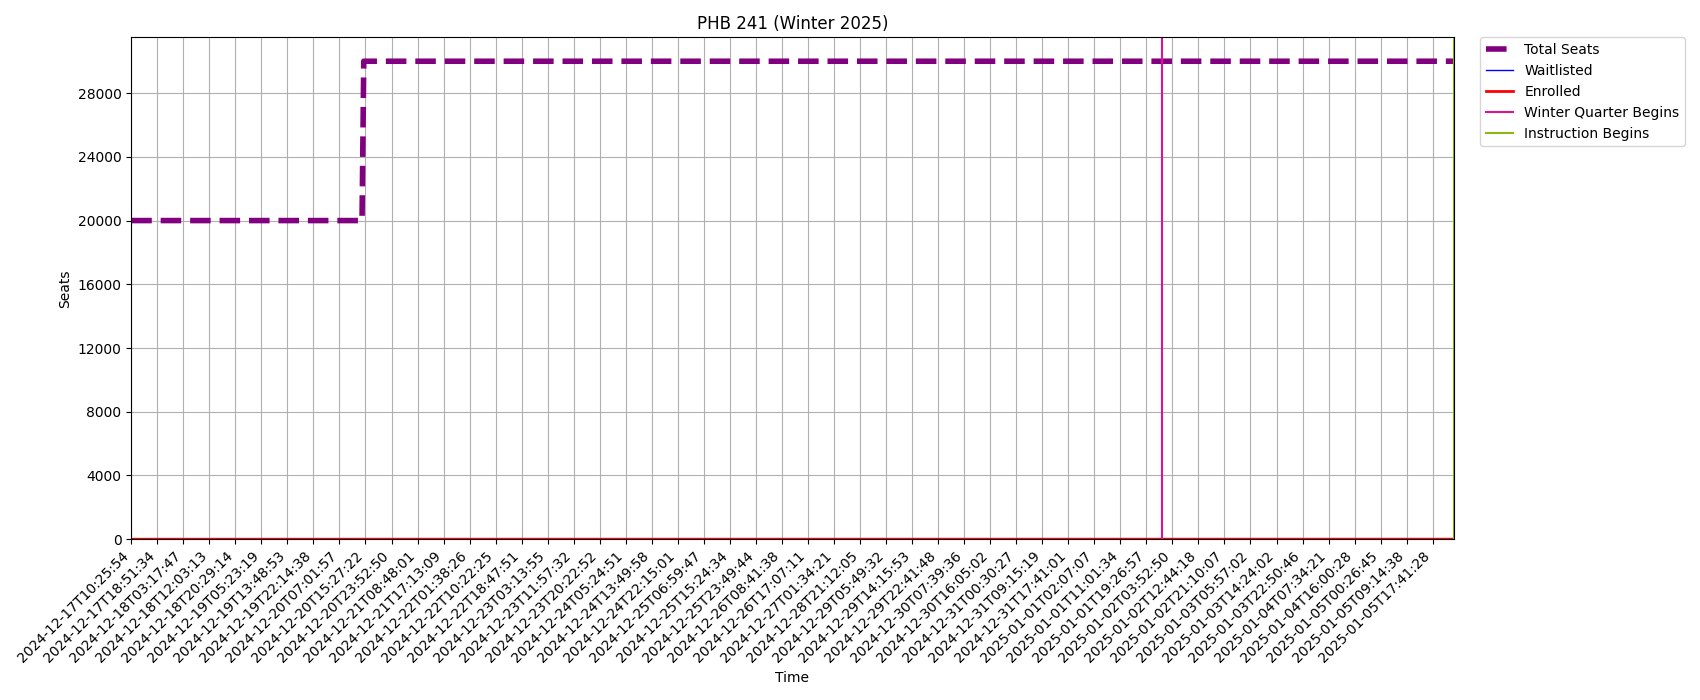 PHB 241 (Winter 2025)
Total Seats
Waitlisted
Enrolled
Winter Quarter Begins
Instruction Begins
Seats
28000
24000
20000
16000
12000
8000
4000
0
2024-12-17T10:25:54
2024-12-17T18:51:34
2024-12-18T03:17:47
2024-12-18T12:03:13
2024-12-18T20:29:14
2024-12-19T05:23:19
2024-12-19T13:48:53
2024-12-19T22:14:38
2024-12-20T07:01:57
2024-12-20T15:27:22
2024-12-20T23:52:50
2024-12-21T08:48:01
2024-12-21T17:13:09
2024-12-22T01:38:26
2024-12-22T10:22:25
2024-12-22T18:47:51
2024-12-23T03:13:55
2024-12-23T11:57:32
2024-12-23T20:22:52
2024-12-24T05:24:51
2024-12-24T13:49:58
2024-12-24T22:15:01
2024-12-25T06:59:47
2024-12-25T15:24:34
2024-12-25T23:49:44
2024-12-26T08:41:38
2024-12-26T17:07:11
2024-12-27T01:34:21
2024-12-28T21:12:05
2024-12-29T05:49:32
2024-12-29T14:15:53
2024-12-29T22:41:48
2024-12-30T07:39:36
2024-12-30T16:05:02
2024-12-31T00:30:27
2024-12-31T09:15:19
2024-12-31T17:41:01
2025-01-01T02:07:07
2025-01-01T11:01:34
2025-01-01T19:26:57
2025-01-02T03:52:50
2025-01-02T12:44:18
2025-01-02T21:10:07
2025-01-03T05:57:02
2025-01-03T14:24:02
2025-01-03T22:50:46
2025-01-04T07:34:21
2025-01-04T16:00:28
2025-01-05T00:26:45
2025-01-05T09:14:38
2025-01-05T17:41:28
Time